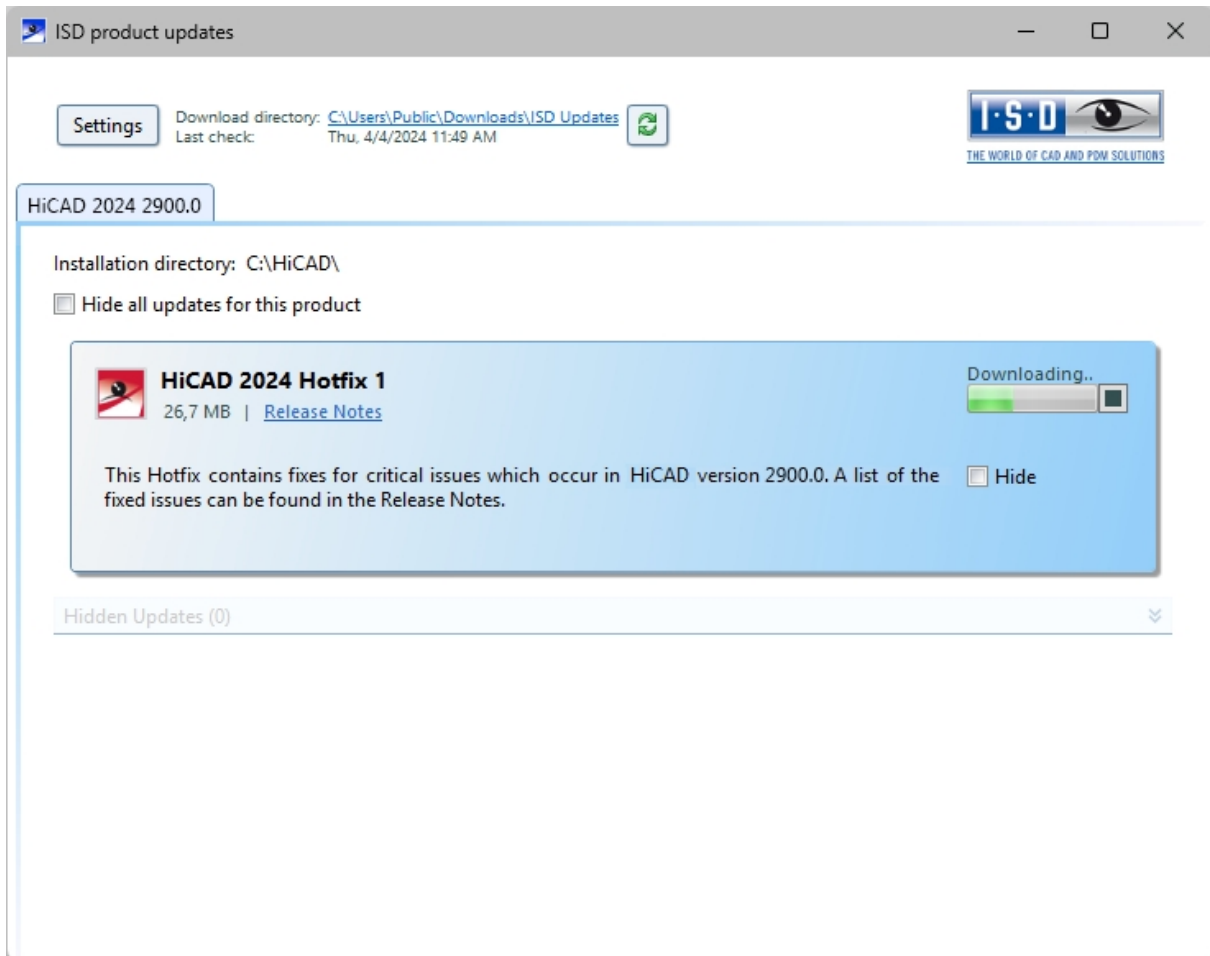 ISD product updates
Settings
Download directory: C:\Users\Public\Downloads\ISD Updates
Last check: Thu, 4/4/2024 11:49 AM
I·S·D
THE WORLD OF CAD AND PDM SOLUTIONS
HiCAD 2024 2900.0
Installation directory: C:\HiCAD\
Hide all updates for this product
HiCAD 2024 Hotfix 1
Downloading..
26,7 MB | Release Notes
This Hotfix contains fixes for critical issues which occur in HiCAD version 2900.0. A list of the
fixed issues can be found in the Release Notes.
Hide
Hidden Updates (0)